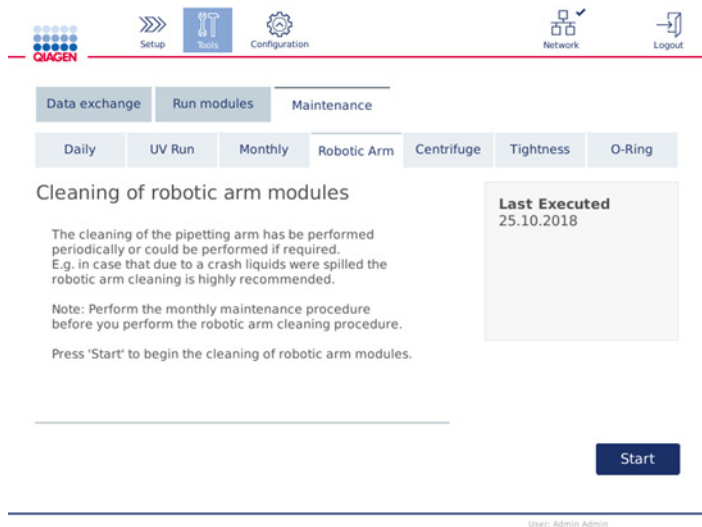 QIAGEN
Setup
Tools
Configuration
Network
Logout
Data exchange
Run modules
Maintenance
Daily
UV Run
Monthly
Robotic Arm
Centrifuge
Tightness
O-Ring
Cleaning of robotic arm modules
The cleaning of the pipetting arm has be performed
periodically or could be performed if required.
E.g. in case that due to a crash liquids were spilled the
robotic arm cleaning is highly recommended.
Note: Perform the monthly maintenance procedure
before you perform the robotic arm cleaning procedure.
Press 'Start' to begin the cleaning of robotic arm modules.
Last Executed
25.10.2018
Start
User: Admin Admin